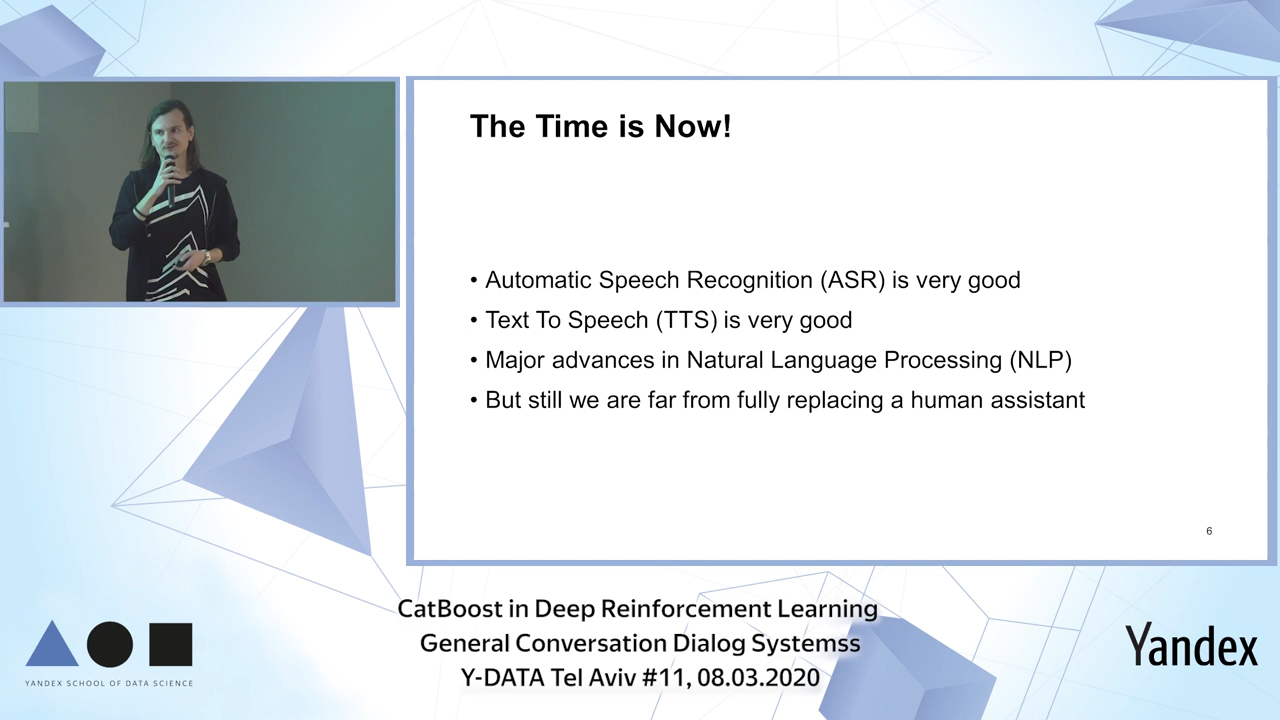 The Time is Now!
• Automatic Speech Recognition (ASR) is very good
• Text To Speech (TTS) is very good
• Major advances in Natural Language Processing (NLP)
• But still we are far from fully replacing a human assistant
6
CatBoost in Deep Reinforcement Learning
General Conversation Dialog Systemss
Y-DATA Tel Aviv #11, 08.03.2020
YANDEX SCHOOL OF DATA SCIENCE
Yandex